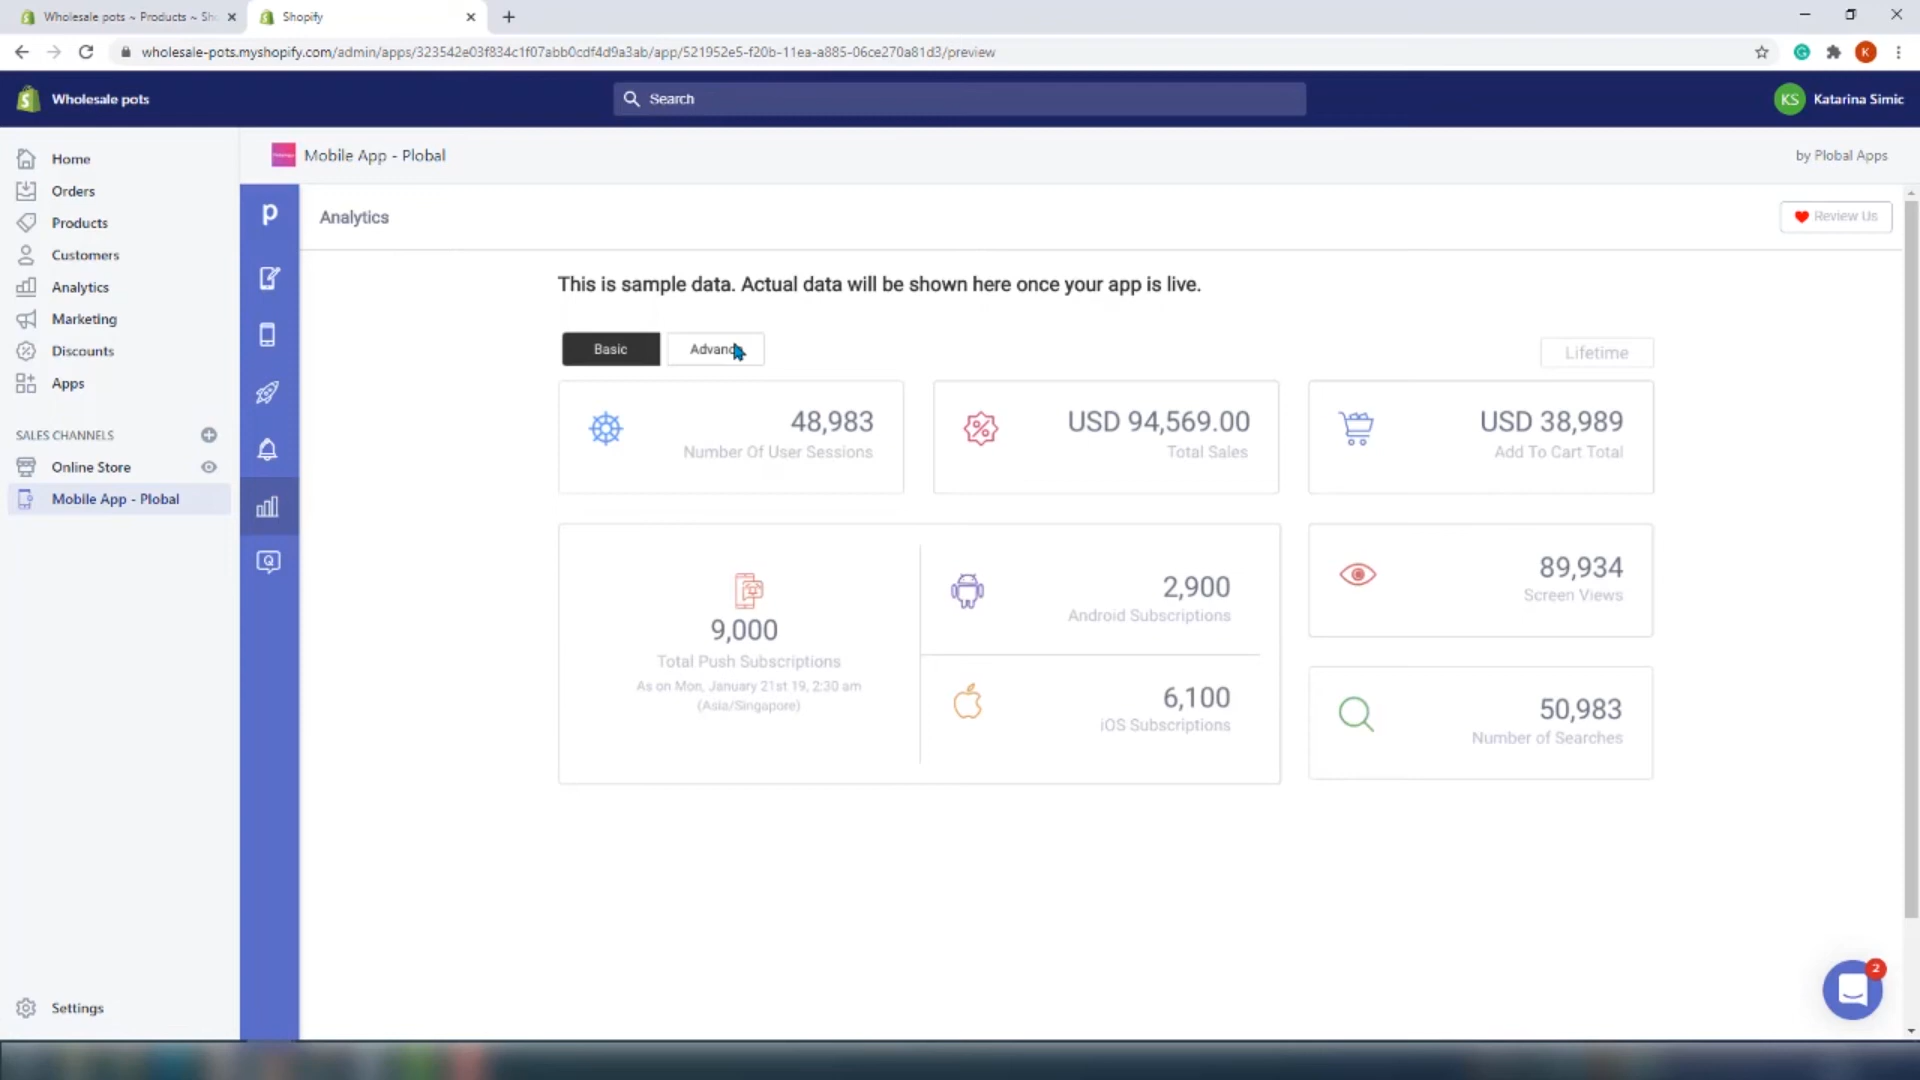 Wholesale pots ~ Products ~ Sh
Shopify
wholesale-pots.myshopify.com/admin/apps/323542e03f834c1f07abb0cdf4d9a3ab/app/521952e5-f20b-11ea-a885-06ce270a81d3/preview
K
Wholesale pots
Search
KS
Katarina Simic
Home
Orders
Products
Customers
Analytics
Marketing
Discounts
Apps
SALES CHANNELS
Online Store
Mobile App - Plobal
Settings
Mobile App - Plobal
by Plobal Apps
p
Analytics
Review Us
This is sample data. Actual data will be shown here once your app is live.
Basic
Advanc
Lifetime
48,983
Number Of User Sessions
USD 94,569.00
Total Sales
USD 38,989
Add To Cart Total
9,000
Total Push Subscriptions
As on Mon, January 21st 19, 2:30 am
(Asia/Singapore)
2,900
Android Subscriptions
6,100
iOS Subscriptions
89,934
Screen Views
50,983
Number of Searches
2